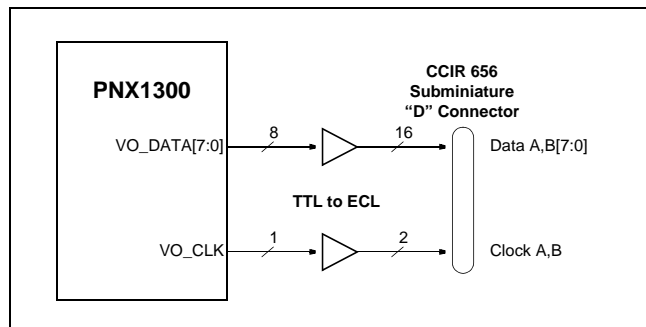 PNX1300
CCIR 656
Subminiature
“D” Connector
VO_DATA[7:0]
8
16
Data A,B[7:0]
TTL to ECL
VO_CLK
1
2
Clock A,B